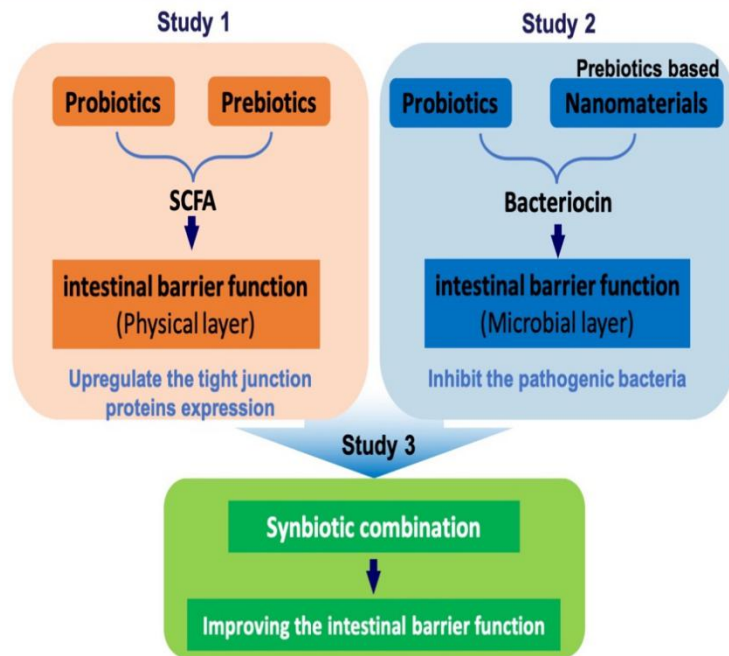 Study 1
Probiotics
Prebiotics
SCFA
intestinal barrier function
(Physical layer)
Upregulate the tight junction
proteins expression
Study 2
Prebiotics based
Probiotics
Nanomaterials
Bacteriocin
intestinal barrier function
(Microbial layer)
Inhibit the pathogenic bacteria
Study 3
Synbiotic combination
Improving the intestinal barrier function